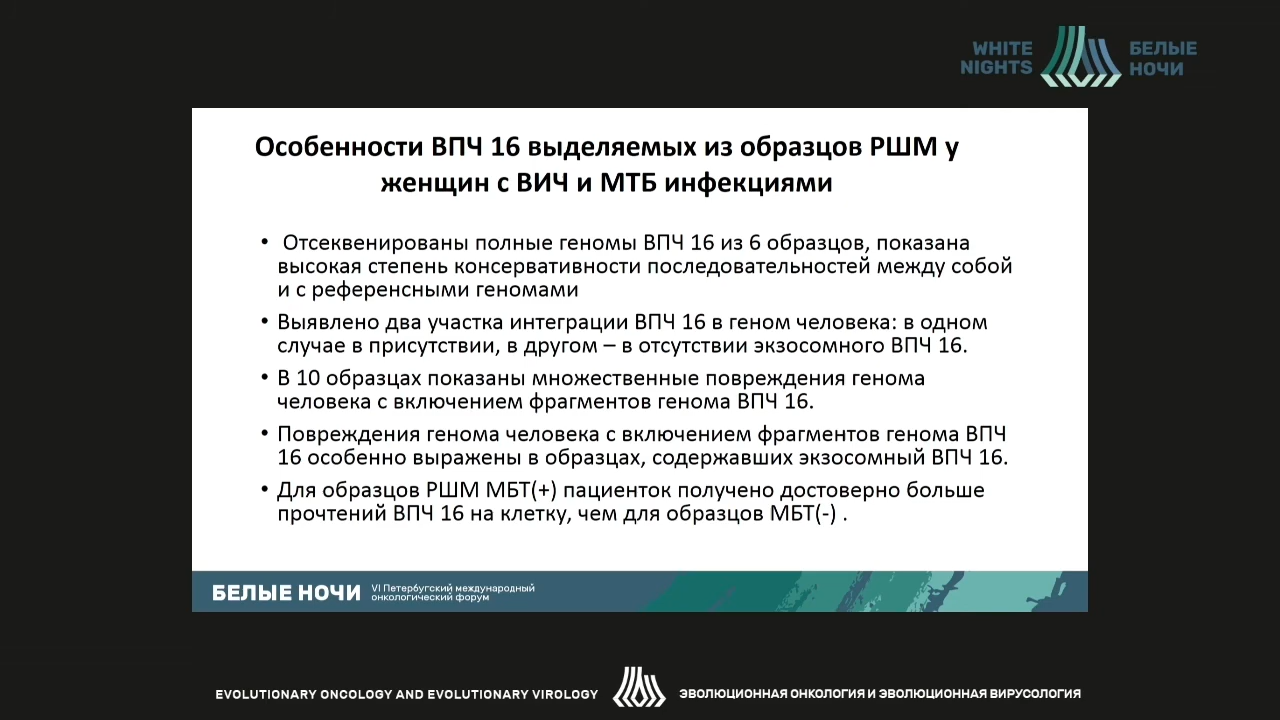 WHITE
NIGHTS
БЕЛЫЕ
НОЧИ
Особенности ВПЧ 16 выделяемых из образцов РШМ у
женщин с ВИЧ и МТБ инфекциями
• Отсеквенированы полные геномы ВПЧ 16 из 6 образцов, показана
высокая степень консервативности последовательностей между собой
и с референсными геномами
• Выявлено два участка интеграции ВПЧ 16 в геном человека: в одном
случае в присутствии, в другом – в отсутствии экзосомного ВПЧ 16.
• В 10 образцах показаны множественные повреждения генома
человека с включением фрагментов генома ВПЧ 16.
• Повреждения генома человека с включением фрагментов генома ВПЧ
16 особенно выражены в образцах, содержавших экзосомный ВПЧ 16.
• Для образцов РШМ МБТ(+) пациенток получено достоверно больше
прочтений ВПЧ 16 на клетку, чем для образцов МБТ(-) .
БЕЛЫЕ НОЧИ
VI Петербугский международный
онкологический форум
EVOLUTIONARY ONCOLOGY AND EVOLUTIONARY VIROLOGY
ЭВОЛЮЦИОННАЯ ОНКОЛОГИЯ И ЭВОЛЮЦИОННАЯ ВИРУСОЛОГИЯ